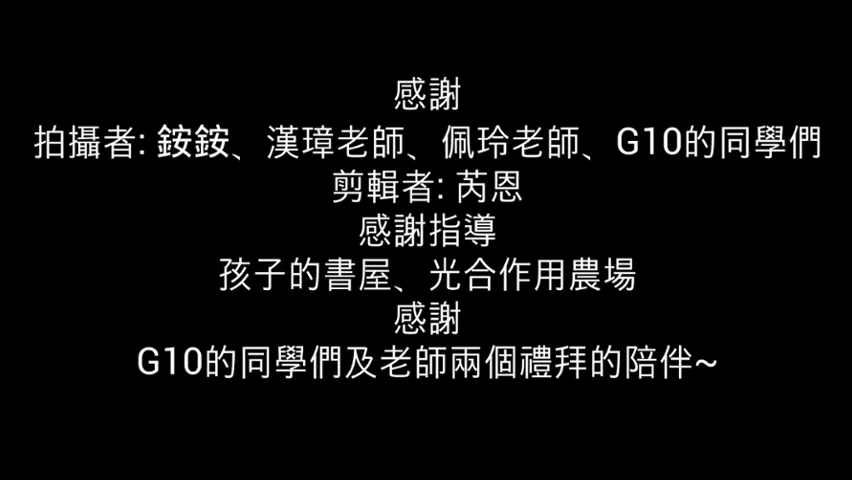 感謝
拍攝者: 銨銨、漢璋老師、佩玲老師、G10的同學們
剪輯者: 芮恩
感謝指導
孩子的書屋、光合作用農場
感謝
G10的同學們及老師兩個禮拜的陪伴~